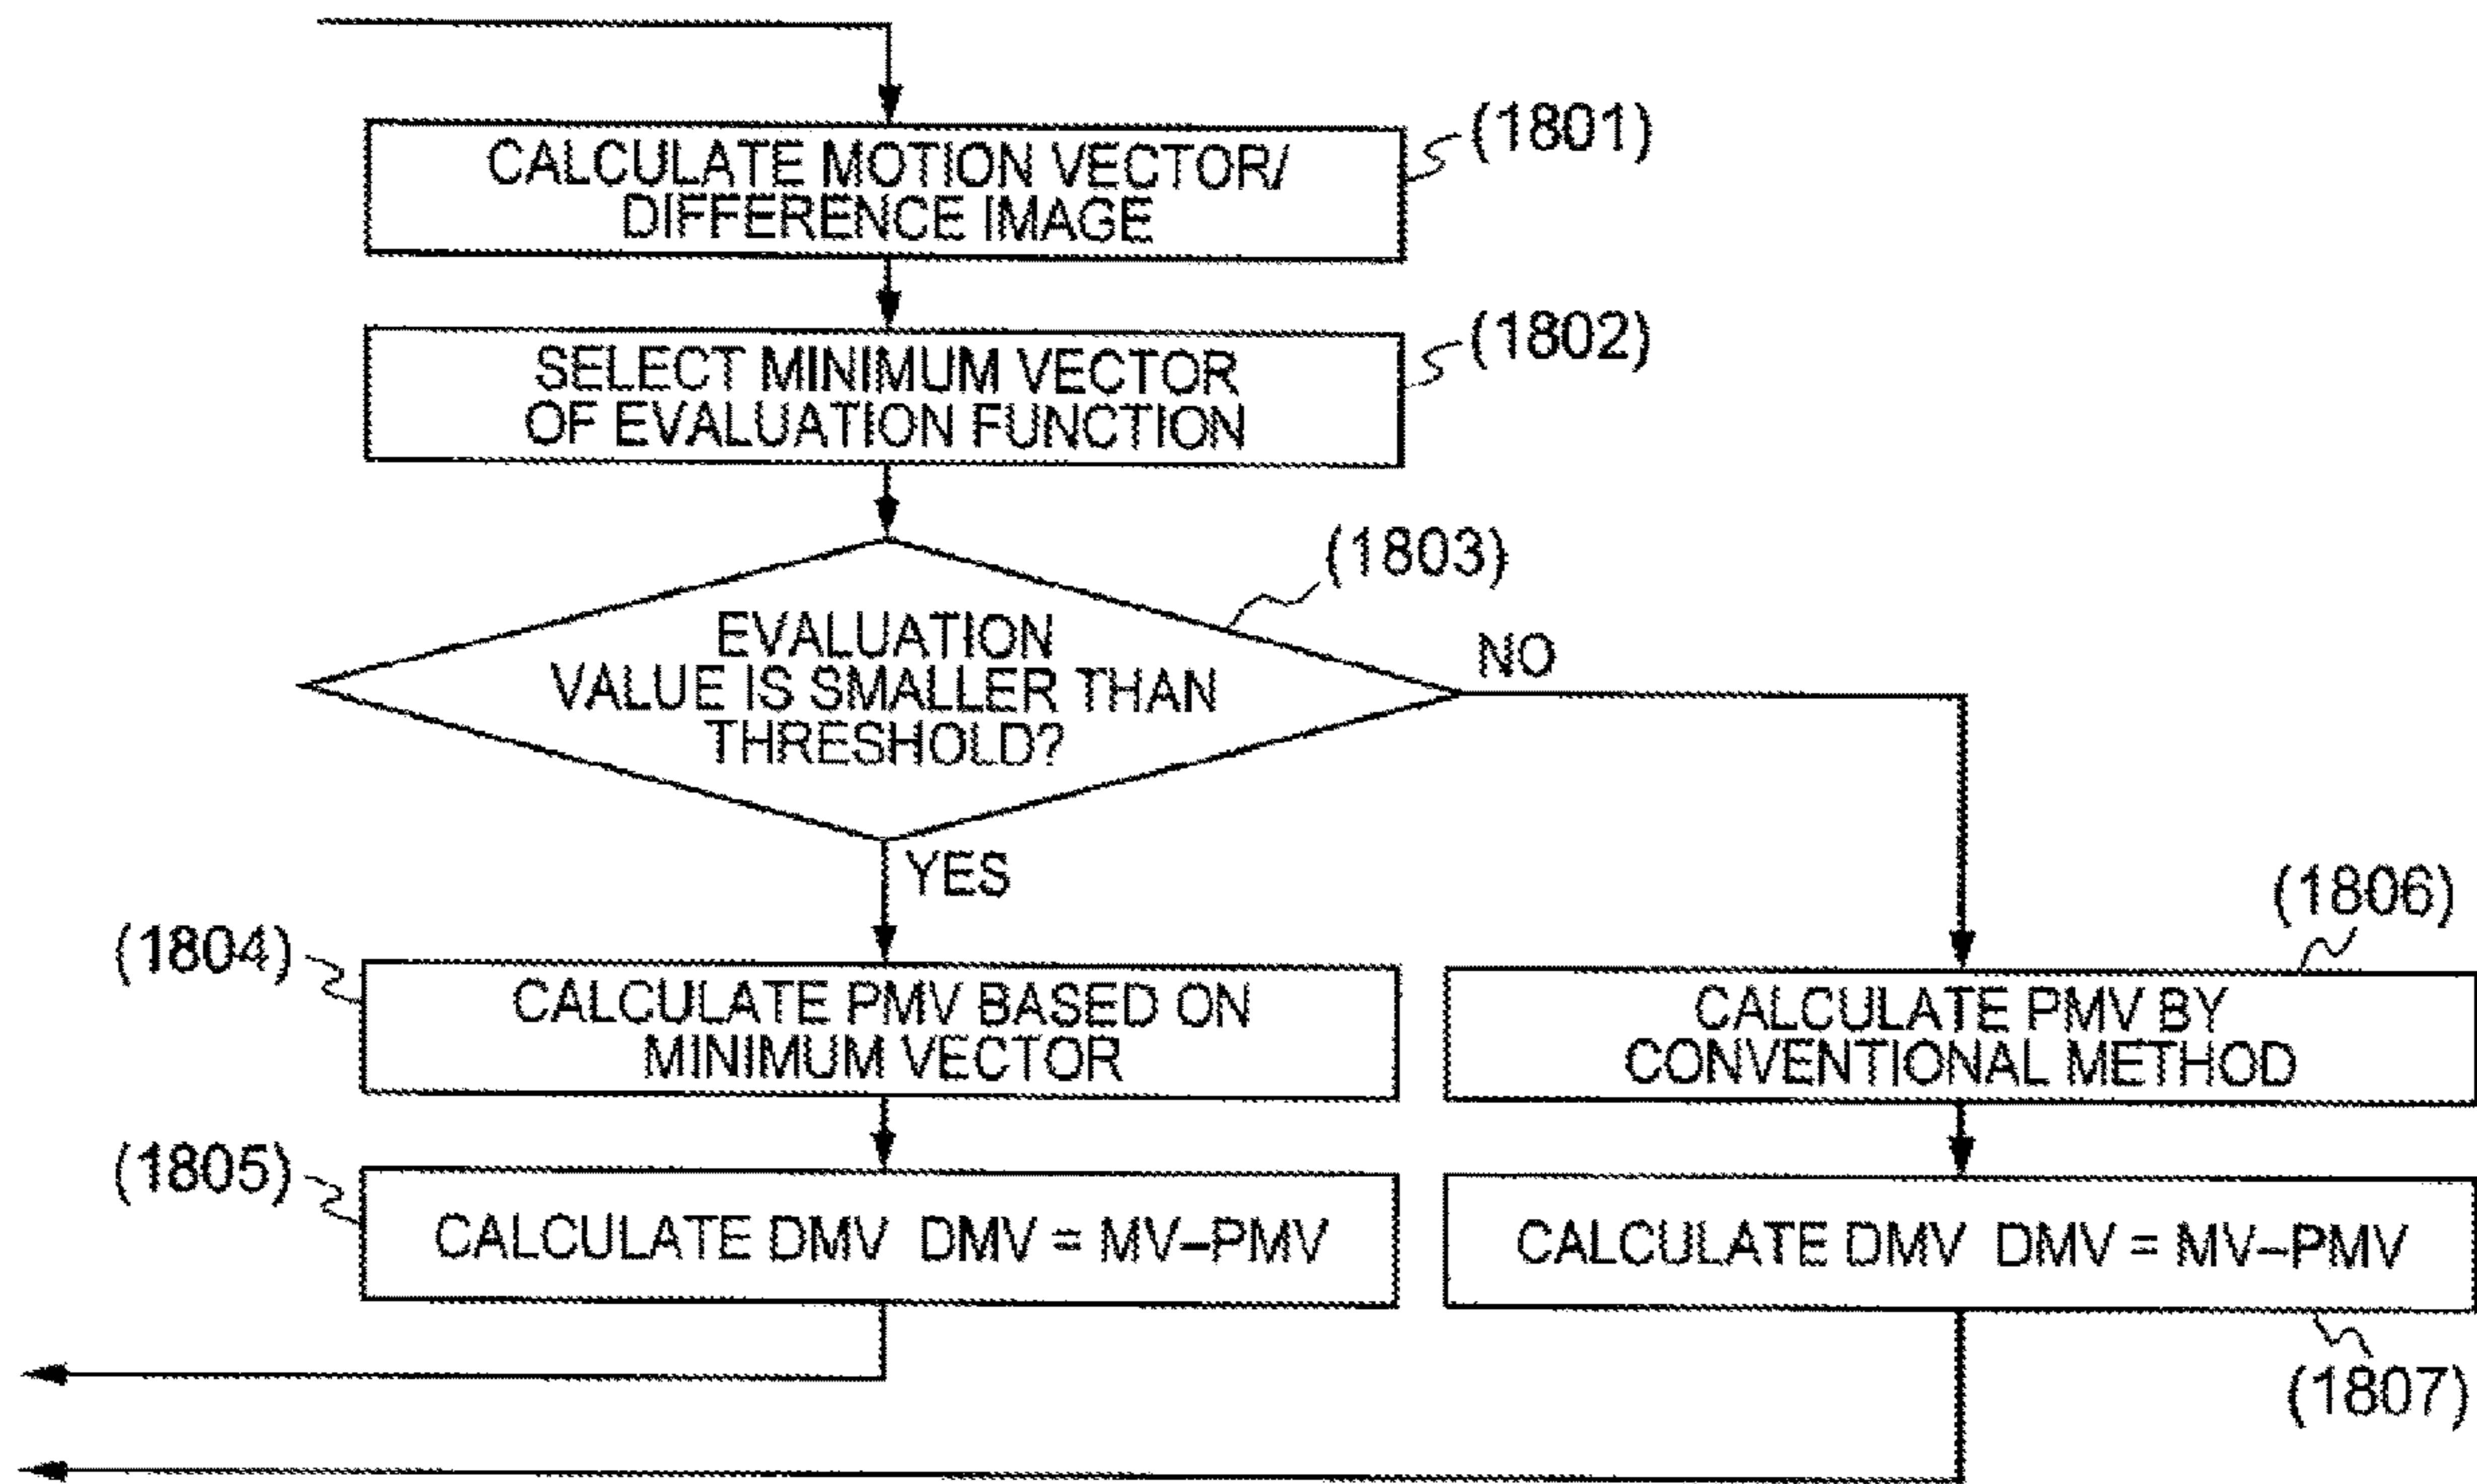 CALCULATE MOTION VECTOR/
DIFFERENCE IMAGE
(1801)
SELECT MINIMUM VECTOR
OF EVALUATION FUNCTION
(1802)
EVALUATION
VALUE IS SMALLER THAN
THRESHOLD?
(1803)
NO
YES
(1804)
CALCULATE PMV BASED ON
MINIMUM VECTOR
(1806)
CALCULATE PMV BY
CONVENTIONAL METHOD
(1805)
CALCULATE DMV DMV = MV–PMV
CALCULATE DMV DMV = MV–PMV
(1807)